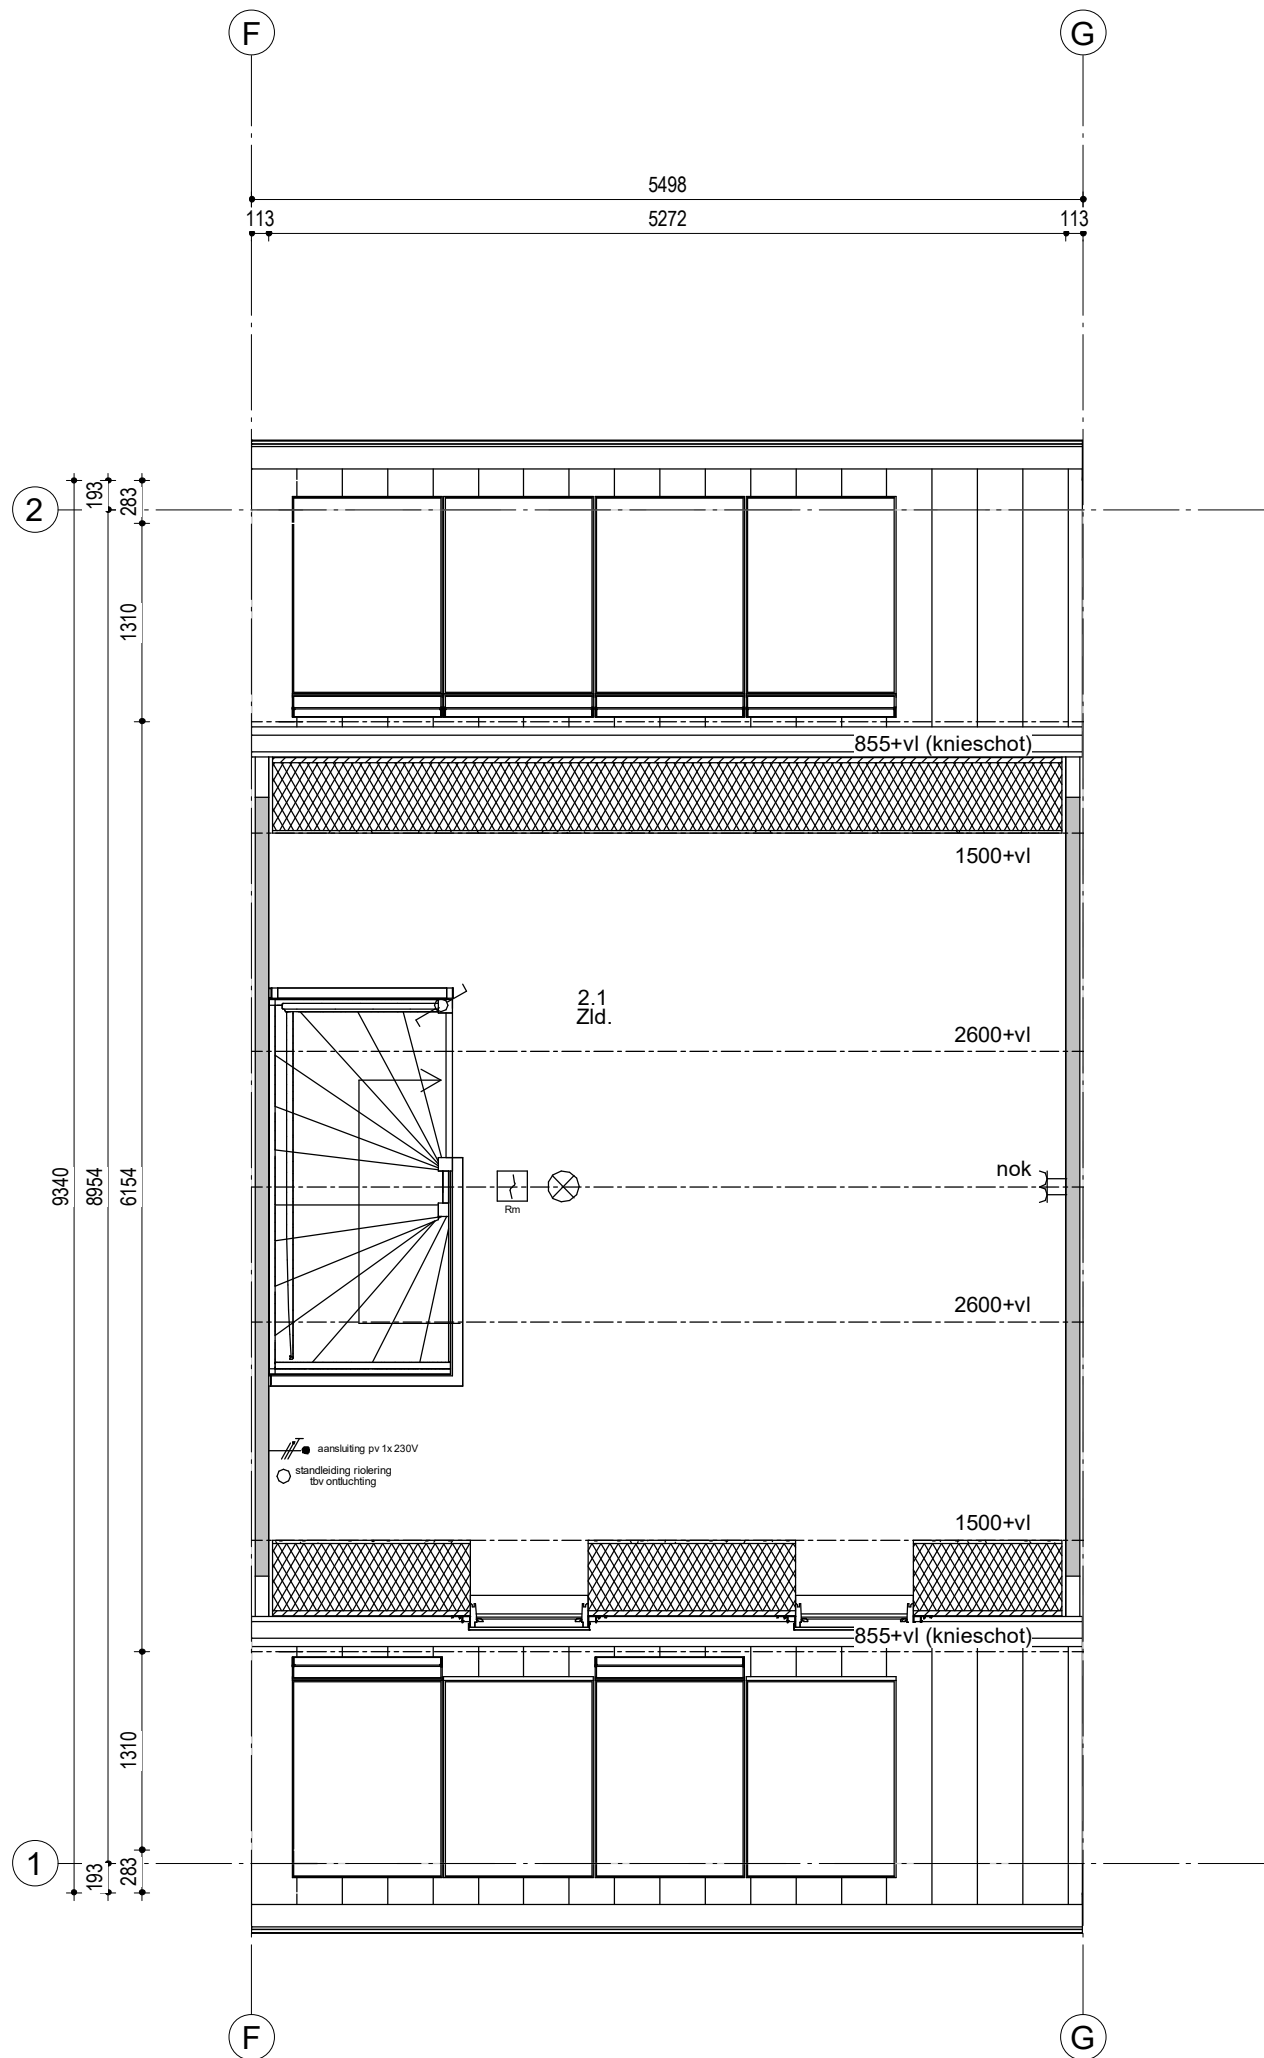 F
G
5498
113
5272
113
2
193
283
1310
855+vl (knieschot)
1500+vl
2.1
Zld.
2600+vl
9340
8954
6154
nok
Rm
2600+vl
aansluiting pv 1x 230V
standleiding riolering
tbv ontluchting
1500+vl
855+vl (knieschot)
1310
1
193
283
F
G